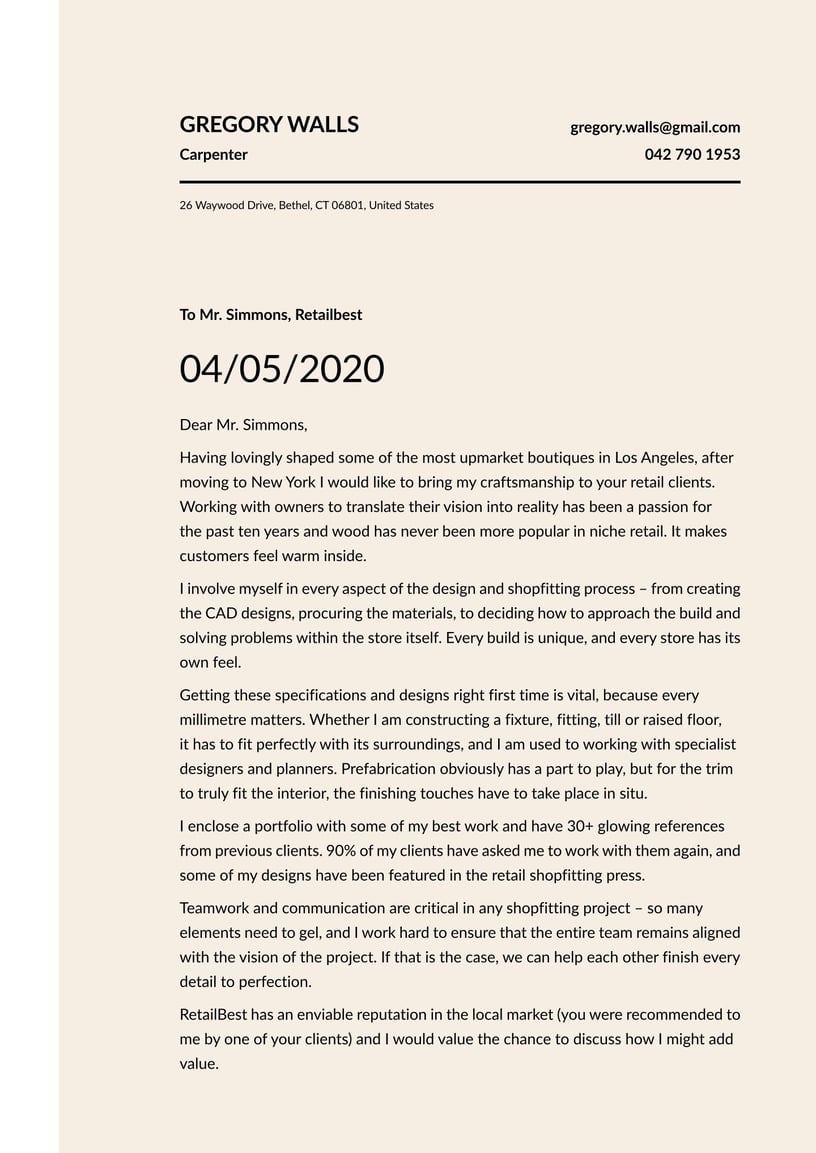 GREGORY WALLS
gregory.walls@gmail.com
Carpenter
042 790 1953
26 Waywood Drive, Bethel, CT 06801, United States
To Mr. Simmons, Retailbest
04/05/2020
Dear Mr. Simmons,
Having lovingly shaped some of the most upmarket boutiques in Los Angeles, after
moving to New York I would like to bring my craftsmanship to your retail clients.
Working with owners to translate their vision into reality has been a passion for
the past ten years and wood has never been more popular in niche retail. It makes
customers feel warm inside.
I involve myself in every aspect of the design and shopfitting process – from creating
the CAD designs, procuring the materials, to deciding how to approach the build and
solving problems within the store itself. Every build is unique, and every store has its
own feel.
Getting these specifications and designs right first time is vital, because every
millimetre matters. Whether I am constructing a fixture, fitting, till or raised floor,
it has to fit perfectly with its surroundings, and I am used to working with specialist
designers and planners. Prefabrication obviously has a part to play, but for the trim
to truly fit the interior, the finishing touches have to take place in situ.
I enclose a portfolio with some of my best work and have 30+ glowing references
from previous clients. 90% of my clients have asked me to work with them again, and
some of my designs have been featured in the retail shopfitting press.
Teamwork and communication are critical in any shopfitting project – so many
elements need to gel, and I work hard to ensure that the entire team remains aligned
with the vision of the project. If that is the case, we can help each other finish every
detail to perfection.
RetailBest has an enviable reputation in the local market (you were recommended to
me by one of your clients) and I would value the chance to discuss how I might add
value.